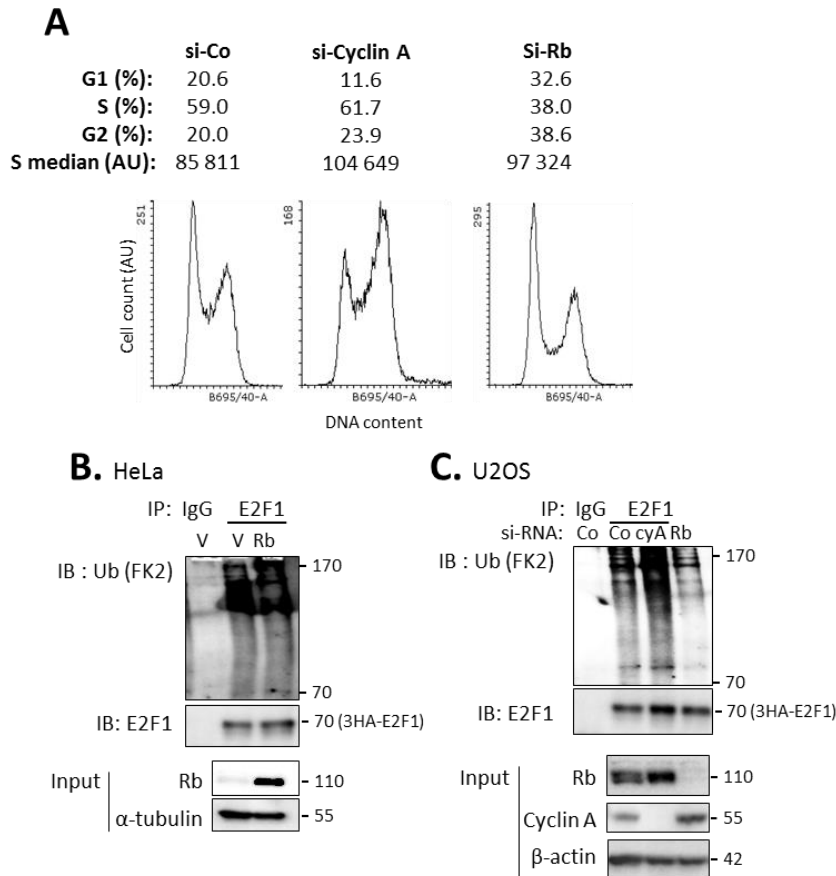 A
si-Co si-Cyclin A Si-Rb
G1 (%): 20.6 11.6 32.6
S (%): 59.0 61.7 38.0
G2 (%): 20.0 23.9 38.6
S median (AU): 85 811 104 649 97 324
Cell count (AU)
251 168 295
B695/40-A B695/40-A B695/40-A
DNA content
B. HeLa
IP: IgG E2F1
V V Rb
IB : Ub (FK2)
170
70
IB: E2F1
70 (3HA-E2F1)
Input Rb 110
α-tubulin 55
C. U2OS
IP: IgG E2F1
si-RNA: Co Co cyA Rb
IB : Ub (FK2)
170
70
IB: E2F1
70 (3HA-E2F1)
Input Rb 110
Cyclin A 55
β-actin 42